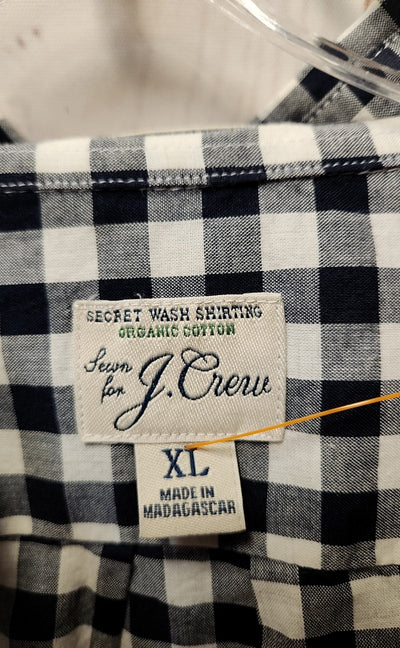 SECRET WASH SHIRTING
ORGANIC COTTON
Sewn
for J.Crew
XL
MADE IN
MADAGASCAR